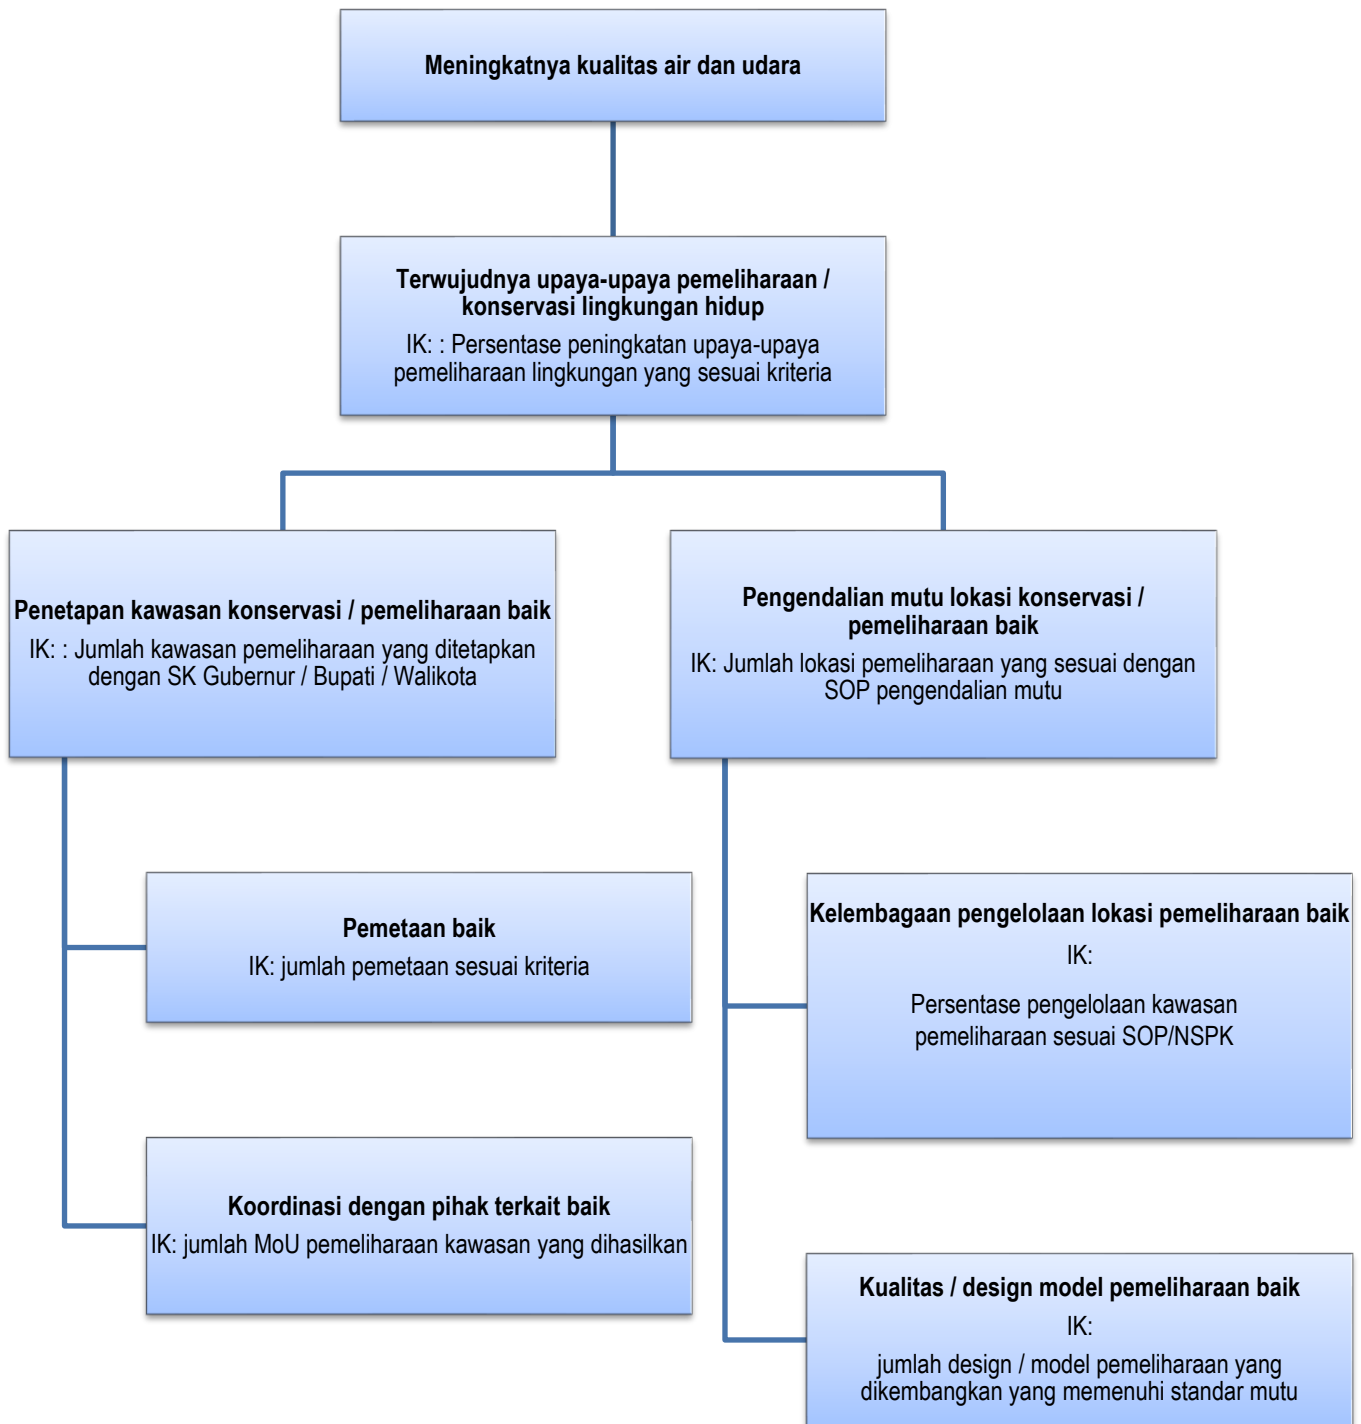 Meningkatnya kualitas air dan udara
Terwujudnya upaya-upaya pemeliharaan /
konservasi lingkungan hidup
IK: : Persentase peningkatan upaya-upaya
pemeliharaan lingkungan yang sesuai kriteria
Penetapan kawasan konservasi / pemeliharaan baik
IK: : Jumlah kawasan pemeliharaan yang ditetapkan
dengan SK Gubernur / Bupati / Walikota
Pengendalian mutu lokasi konservasi /
pemeliharaan baik
IK: Jumlah lokasi pemeliharaan yang sesuai dengan
SOP pengendalian mutu
Pemetaan baik
IK: jumlah pemetaan sesuai kriteria
Koordinasi dengan pihak terkait baik
IK: jumlah MoU pemeliharaan kawasan yang dihasilkan
Kelembagaan pengelolaan lokasi pemeliharaan baik
IK:
Persentase pengelolaan kawasan
pemeliharaan sesuai SOP/NSPK
Kualitas / design model pemeliharaan baik
IK:
jumlah design / model pemeliharaan yang
dikembangkan yang memenuhi standar mutu